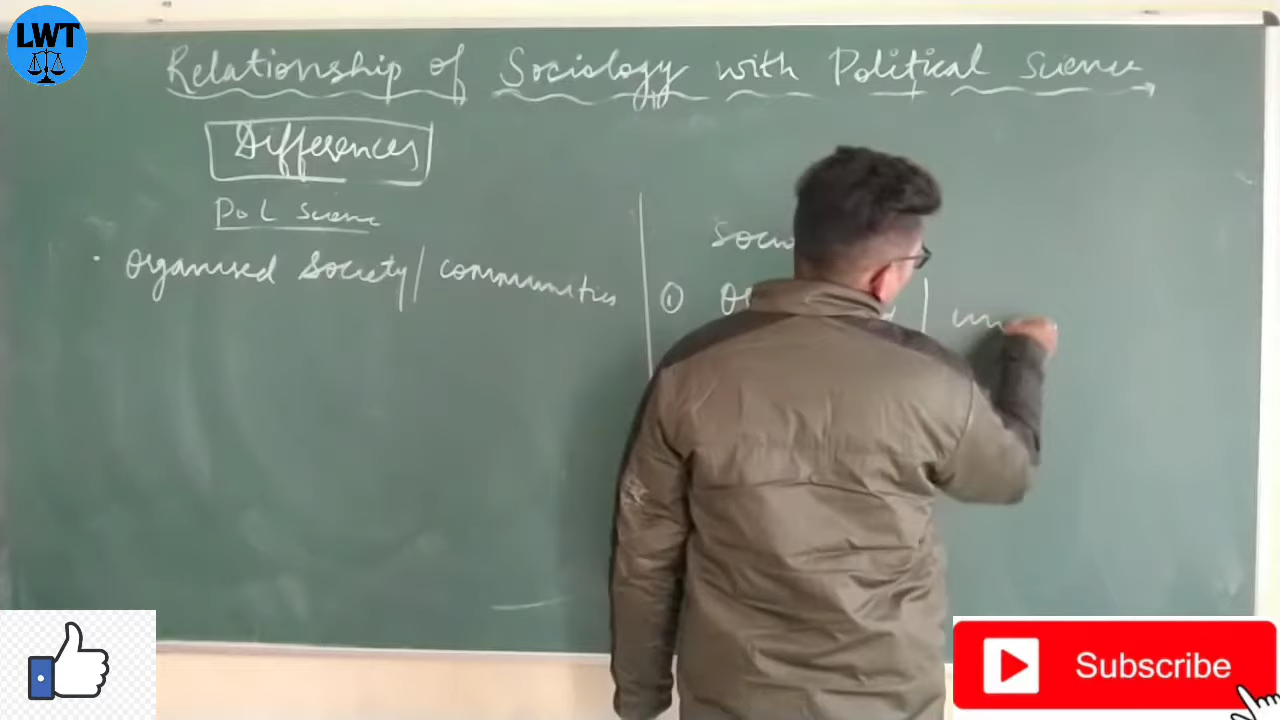 LWT
Relationship of Sociology with Political Science
Differences
Pol Science
• Organised Society / communities
①
Subscribe